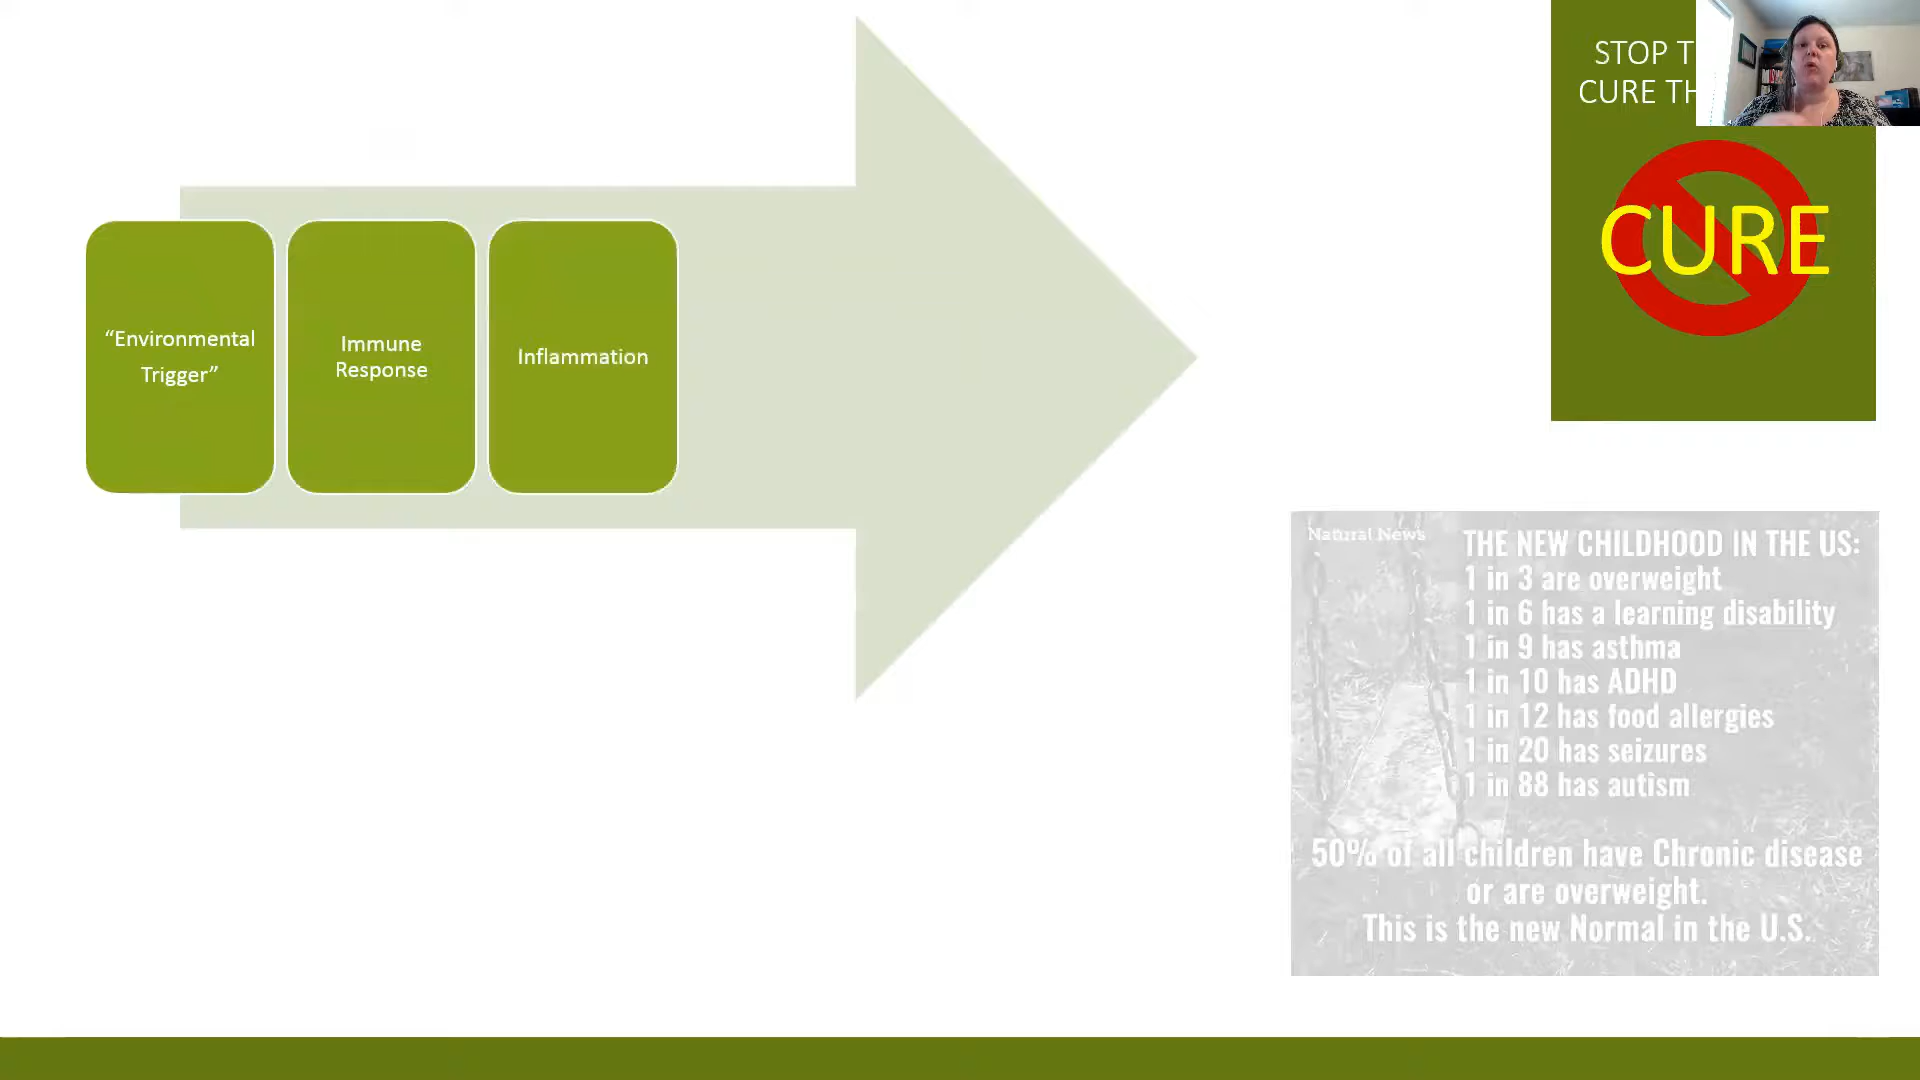 STOP T
CURE TH
CURE
“Environmental
Trigger”
Immune
Response
Inflammation
Natural News
THE NEW CHILDHOOD IN THE US:
1 in 3 are overweight
1 in 6 has a learning disability
1 in 9 has asthma
1 in 10 has ADHD
1 in 12 has food allergies
1 in 20 has seizures
1 in 88 has autism
50% of all children have Chronic disease
or are overweight.
This is the new Normal in the U.S.